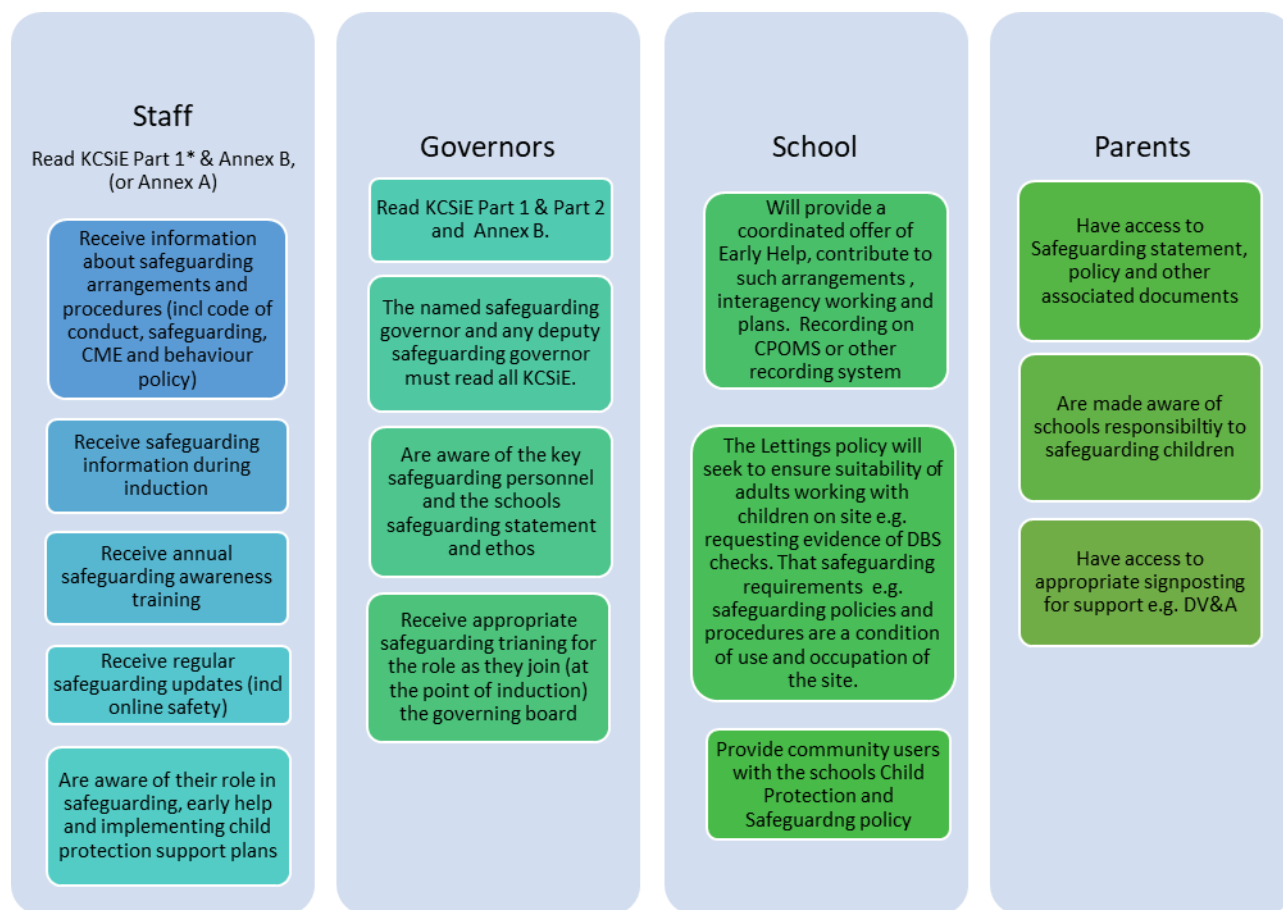 Staff
Read KCSiE Part 1* & Annex B,
(or Annex A)
Receive information
about safeguarding
arrangements and
procedures (incl code of
conduct, safeguarding,
CME and behaviour
policy)
Receive safeguarding
information during
induction
Receive annual
safeguarding awareness
training
Receive regular
safeguarding updates (incl
online safety)
Are aware of their role in
safeguarding, early help
and implementing child
protection support plans
Governors
Read KCSiE Part 1 & Part 2
and Annex B.
The named safeguarding
governor and any deputy
safeguarding governor
must read all KCSiE.
Are aware of the key
safeguarding personnel
and the schools
safeguarding statement
and ethos
Receive appropriate
safeguarding trianing for
the role as they join (at
the point of induction)
the governing board
School
Will provide a
coordinated offer of
Early Help, contribute to
such arrangements ,
interagency working and
plans. Recording on
CPOMS or other
recording system
The Lettings policy will
seek to ensure suitability of
adults working with
children on site e.g.
requesting evidence of DBS
checks. That safeguarding
requirements e.g.
safeguarding policies and
procedures are a condition
of use and occupation of
the site.
Provide community users
with the schools Child
Protection and
Safeguardng policy
Parents
Have access to
Safeguarding statement,
policy and other
associated documents
Are made aware of
schools responsibiltiy to
safeguarding children
Have access to
appropriate signposting
for support e.g. DV&A